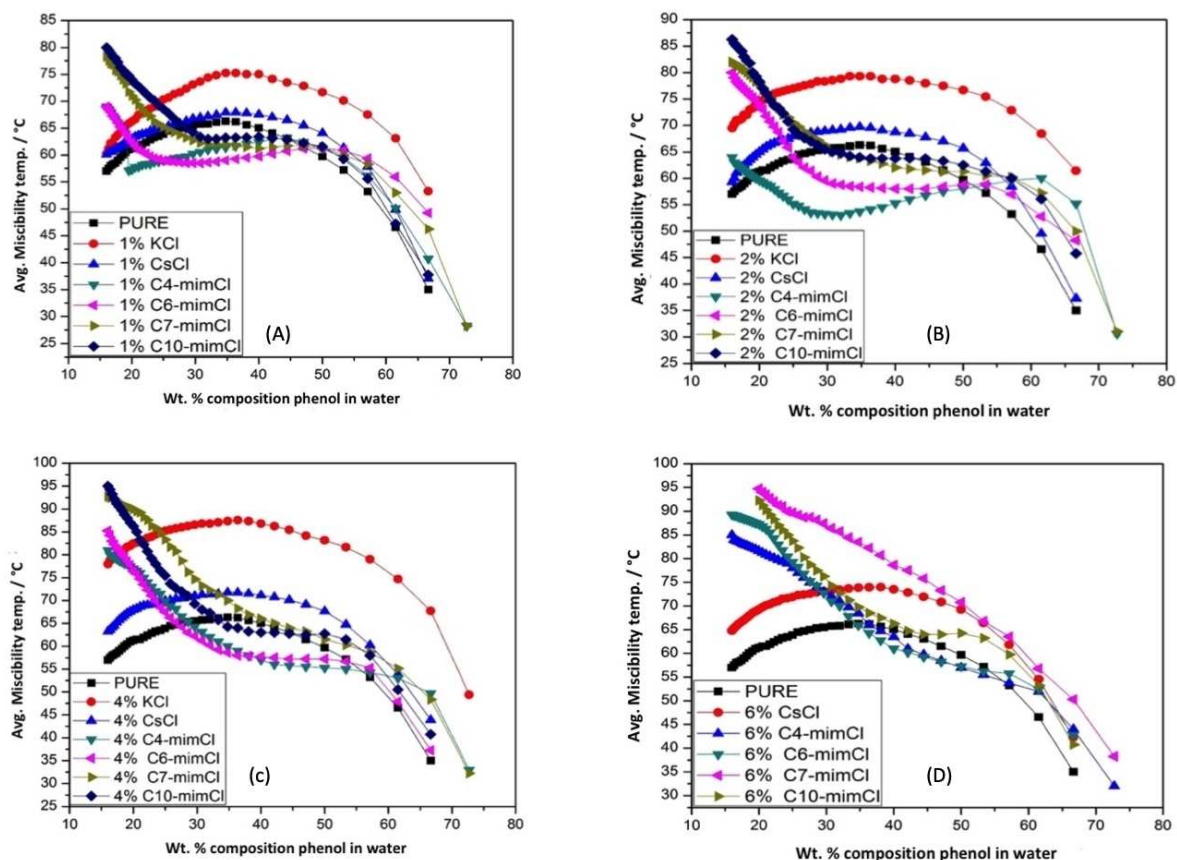 Avg. Miscibility temp. / °C
85
80
75
70
65
60
55
50
45
40
35
30
25
PURE
1% KCl
1% CsCl
1% C4-mimCl
1% C6-mimCl
1% C7-mimCl
1% C10-mimCl
(A)
10 20 30 40 50 60 70 80
Wt. % composition phenol in water
Avg. Miscibility temp. / °C
90
85
80
75
70
65
60
55
50
45
40
35
30
25
PURE
2% KCl
2% CsCl
2% C4-mimCl
2% C6-mimCl
2% C7-mimCl
2% C10-mimCl
(B)
10 20 30 40 50 60 70 80
Wt. % composition phenol in water
Avg. Miscibility temp. / °C
100
95
90
85
80
75
70
65
60
55
50
45
40
35
30
25
PURE
4% KCl
4% CsCl
4% C4-mimCl
4% C6-mimCl
4% C7-mimCl
4% C10-mimCl
(c)
10 20 30 40 50 60 70 80
Wt. % composition phenol in water
Avg. Miscibility temp. / °C
100
95
90
85
80
75
70
65
60
55
50
45
40
35
30
PURE
6% CsCl
6% C4-mimCl
6% C6-mimCl
6% C7-mimCl
6% C10-mimCl
(D)
10 20 30 40 50 60 70 80
Wt. % composition phenol in water